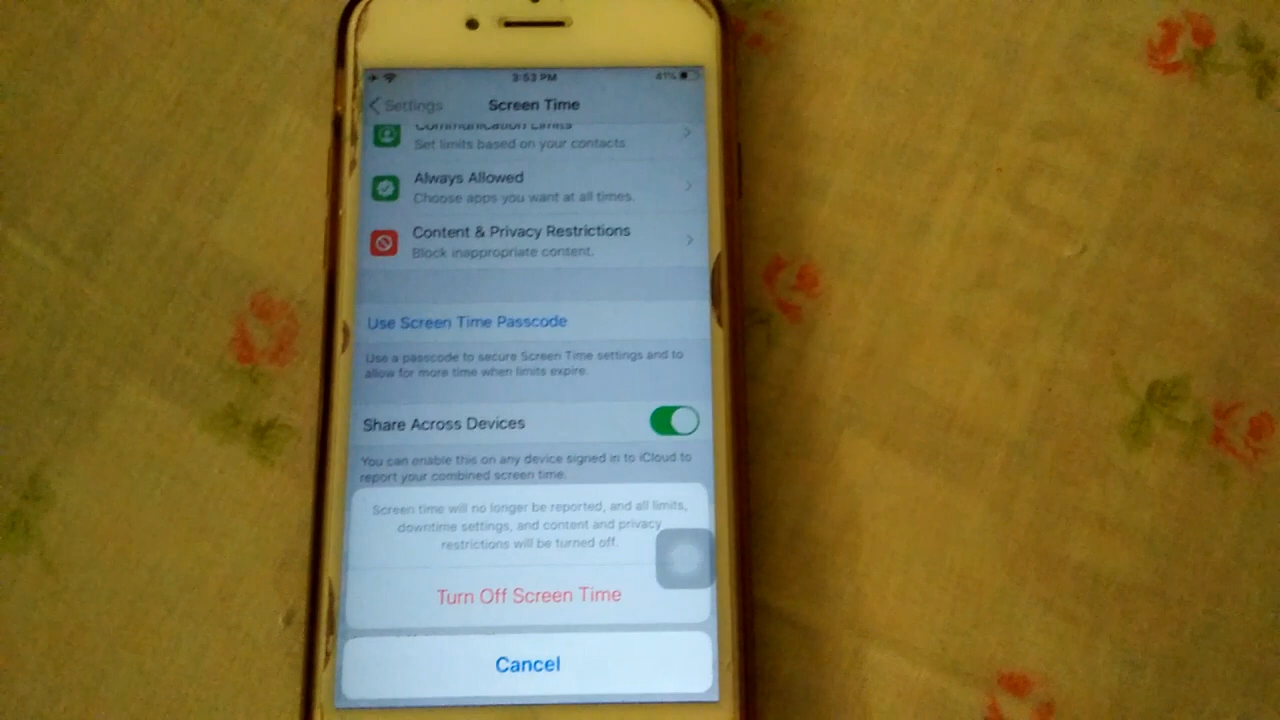 3:53 PM
41%
Settings
Screen Time
Communication Limits
Set limits based on your contacts.
Always Allowed
Choose apps you want at all times.
Content & Privacy Restrictions
Block inappropriate content.
Use Screen Time Passcode
Use a passcode to secure Screen Time settings and to
allow for more time when limits expire.
Share Across Devices
You can enable this on any device signed in to iCloud to
report your combined screen time.
Screen time will no longer be reported, and all limits,
downtime settings, and content and privacy
restrictions will be turned off.
Turn Off Screen Time
Cancel